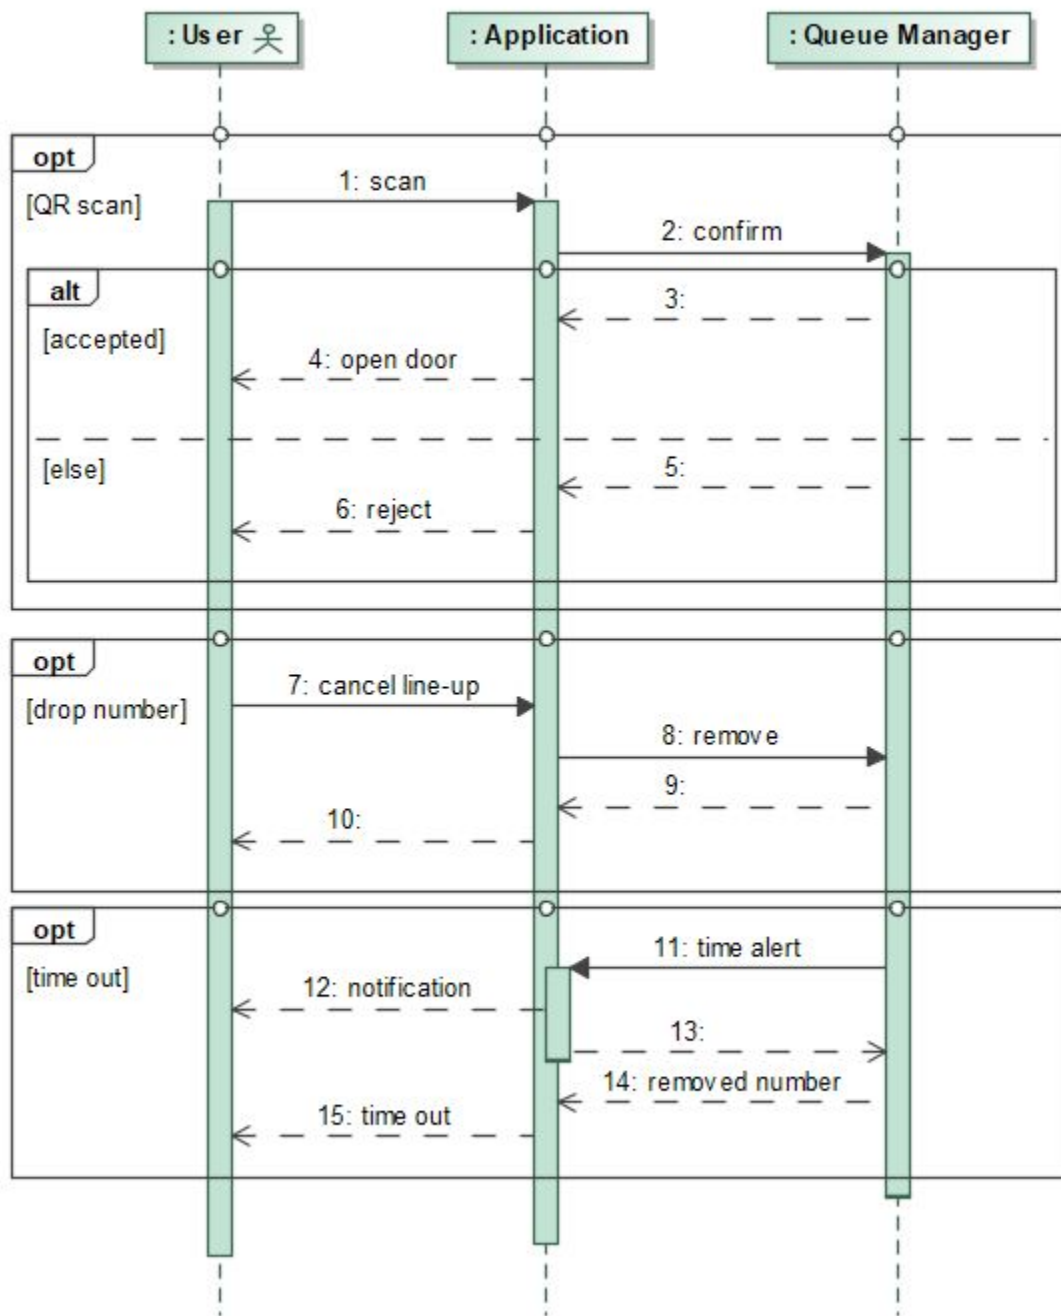 : User
: Application
: Queue Manager
opt
[QR scan]
1: scan
2: confirm
alt
[accepted]
3:
4: open door
[else]
5:
6: reject
opt
[drop number]
7: cancel line-up
8: remove
9:
10:
opt
[time out]
11: time alert
12: notification
13:
14: removed number
15: time out